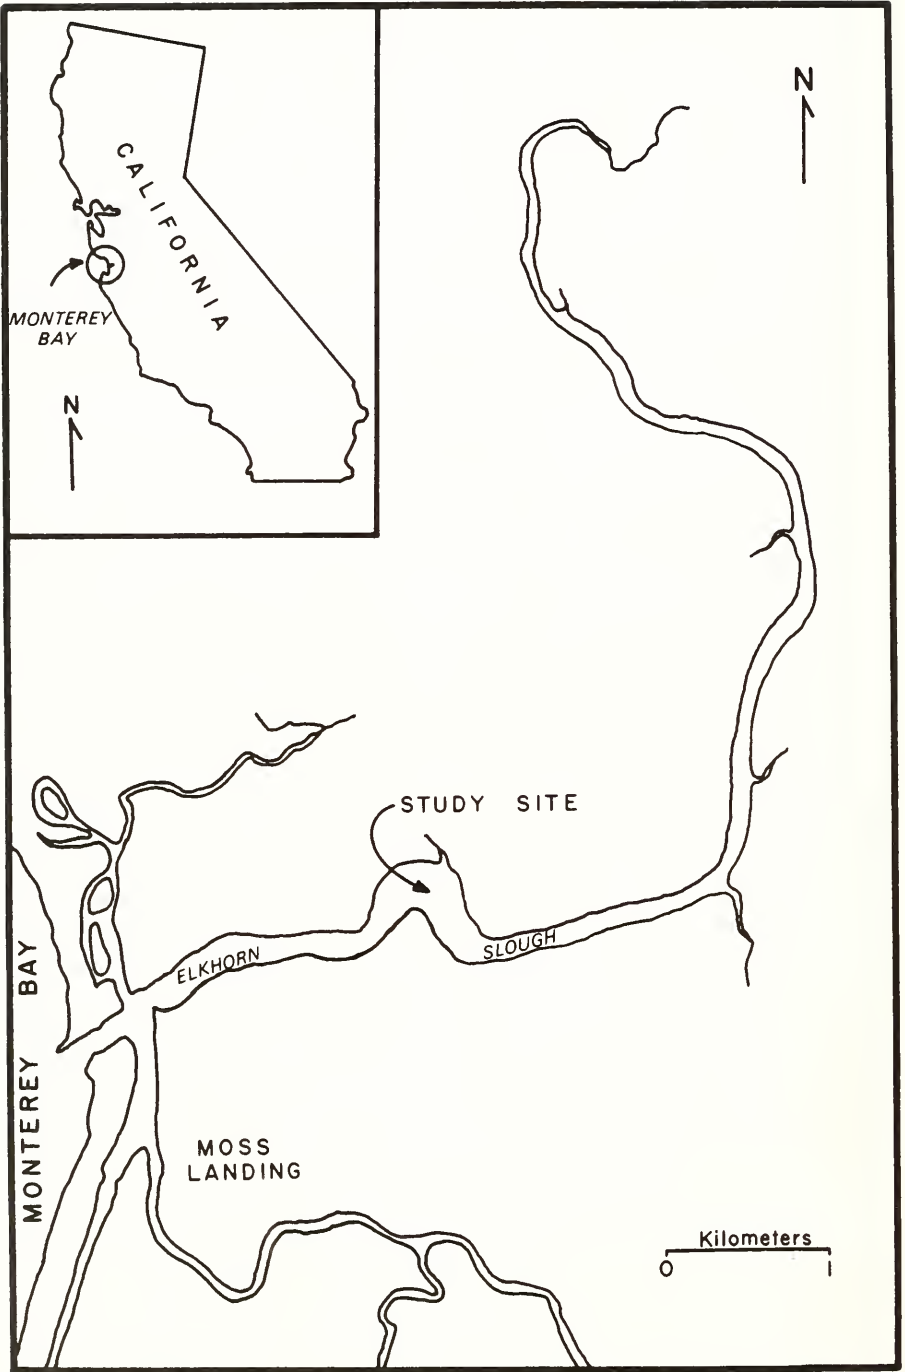 CALIFORNIA
MONTEREY
BAY
N
N
STUDY SITE
ELKHORN
SLOUGH
MONTEREY BAY
MOSS
LANDING
Kilometers
0 1